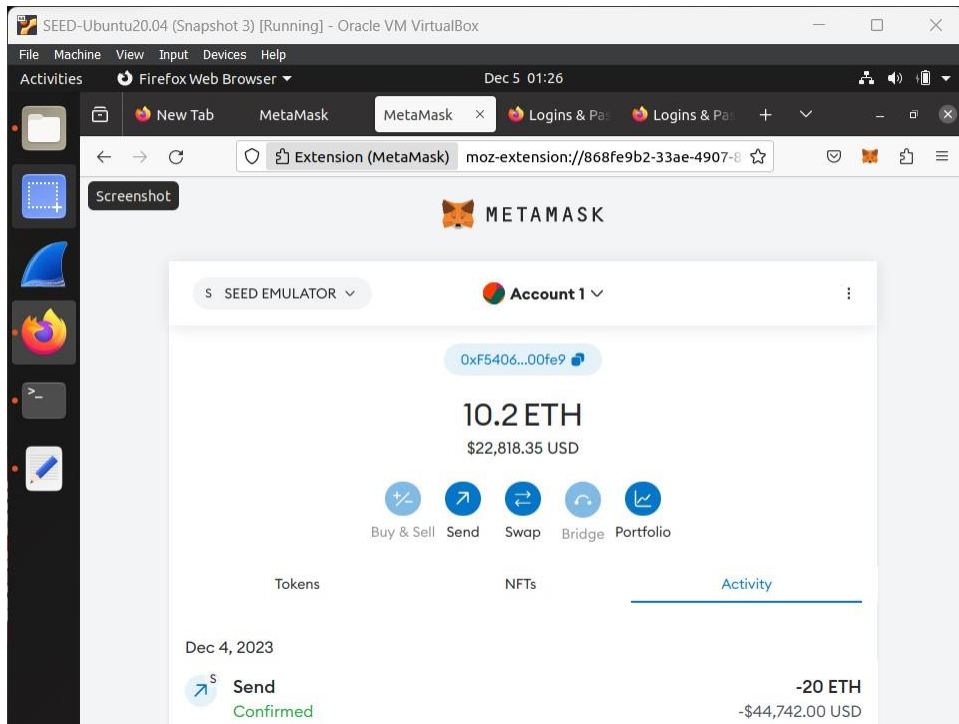 SEED-Ubuntu20.04 (Snapshot 3) [Running] - Oracle VM VirtualBox
File Machine View Input Devices Help
Activities Firefox Web Browser Dec 5 01:26
New Tab MetaMask MetaMask Logins & Pas Logins & Pas
Extension (MetaMask) moz-extension://868fe9b2-33ae-4907-8
Screenshot
METAMASK
S SEED EMULATOR Account 1
0xF5406...00fe9
10.2 ETH
$22,818.35 USD
Buy & Sell Send Swap Bridge Portfolio
Tokens NFTs Activity
Dec 4, 2023
S
Send -20 ETH
Confirmed -$44,742.00 USD